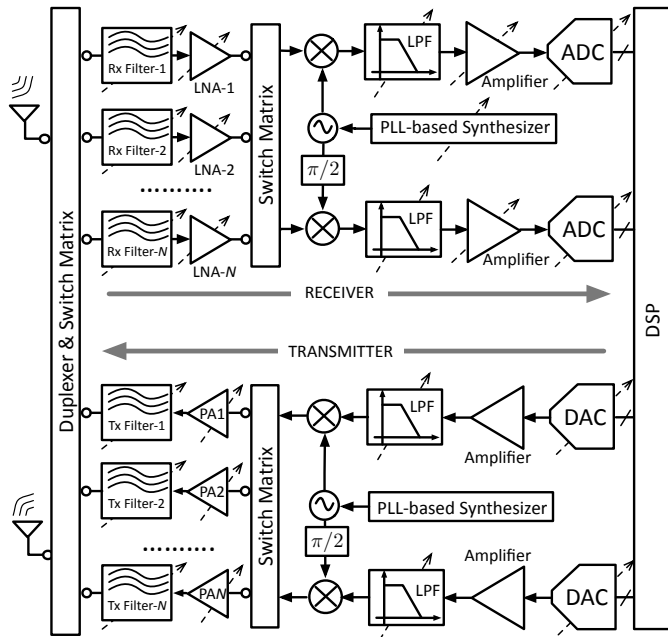 Duplexer & Switch Matrix
Rx Filter-1
LNA-1
Rx Filter-2
LNA-2
...........
Rx Filter-N
LNA-N
Switch Matrix
LPF
Amplifier
ADC
PLL-based Synthesizer
π/2
LPF
Amplifier
ADC
RECEIVER
DSP
TRANSMITTER
Tx Filter-1
PA1
Tx Filter-2
PA2
...........
Tx Filter-N
PAN
Switch Matrix
LPF
Amplifier
DAC
PLL-based Synthesizer
π/2
LPF
Amplifier
DAC